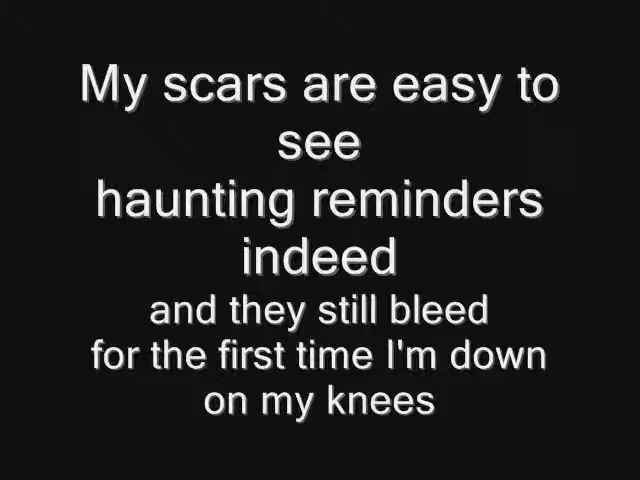 My scars are easy to
see
haunting reminders
indeed
and they still bleed
for the first time I'm down
on my knees